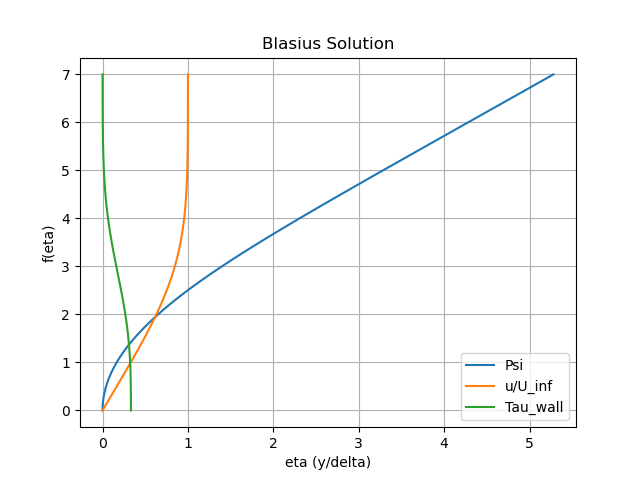 Blasius Solution
7
6
5
4
3
2
1
0
f(eta)
0 1 2 3 4 5
eta (y/delta)
Psi
u/U_inf
Tau_wall